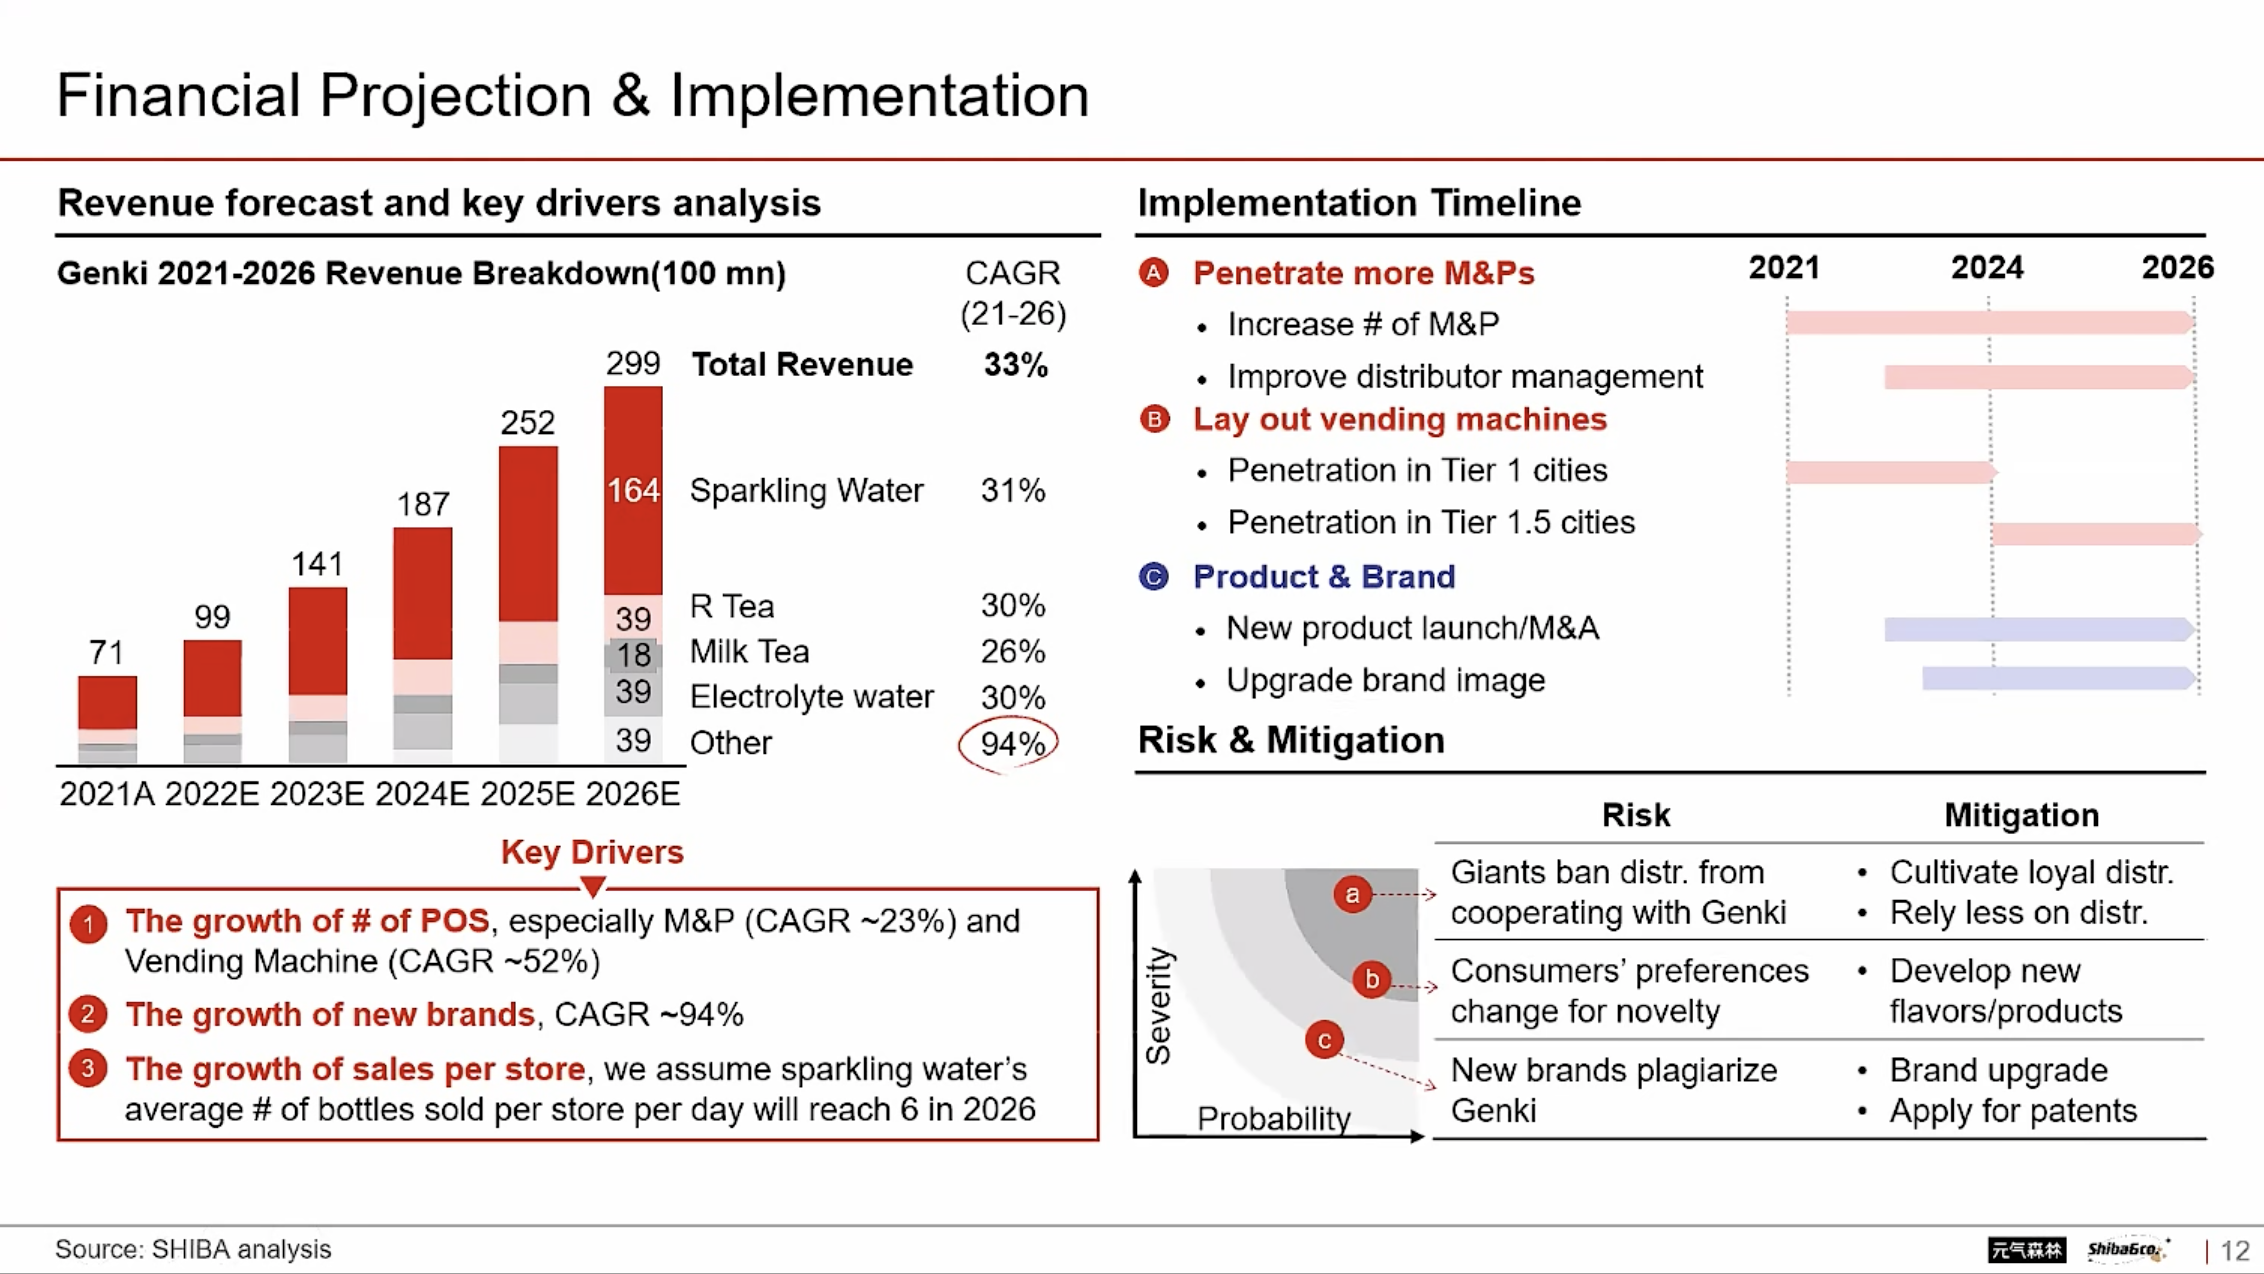 Financial Projection & Implementation
Revenue forecast and key drivers analysis
Genki 2021-2026 Revenue Breakdown(100 mn)
CAGR
(21-26)
71
99
141
187
252
299
164
39
18
39
39
Total Revenue 33%
Sparkling Water 31%
R Tea 30%
Milk Tea 26%
Electrolyte water 30%
Other 94%
2021A 2022E 2023E 2024E 2025E 2026E
Key Drivers
1 The growth of # of POS, especially M&P (CAGR ~23%) and
Vending Machine (CAGR ~52%)
2 The growth of new brands, CAGR ~94%
3 The growth of sales per store, we assume sparkling water's
average # of bottles sold per store per day will reach 6 in 2026
Implementation Timeline
2021 2024 2026
A Penetrate more M&Ps
• Increase # of M&P
• Improve distributor management
B Lay out vending machines
• Penetration in Tier 1 cities
• Penetration in Tier 1.5 cities
C Product & Brand
• New product launch/M&A
• Upgrade brand image
Risk & Mitigation
Severity
Probability
a
b
c
Risk Mitigation
Giants ban distr. from
cooperating with Genki
• Cultivate loyal distr.
• Rely less on distr.
Consumers' preferences
change for novelty
• Develop new
flavors/products
New brands plagiarize
Genki
• Brand upgrade
• Apply for patents
Source: SHIBA analysis
元气森林
Shiba&co.
12